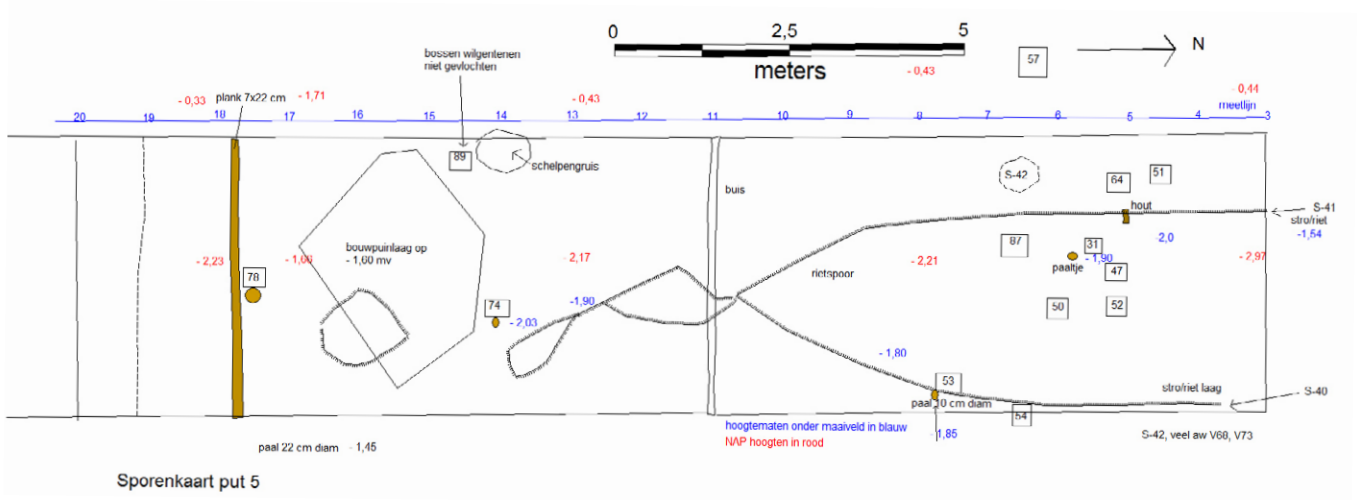 0 2,5 5
meters
N
57
bossen wilgentenen
niet gevlochten
- 0,43
- 0,33
plank 7x22 cm
- 1,71
- 0,43
- 0,44
meetlijn
20 19 18 17 16 15 14 13 12 11 10 9 8 7 6 5 4 3
89
schelpengruis
buis
S-42
64
51
hout
S-41
stro/riet
-1,54
bouwpuinlaag op
- 1,60 mv
- 2,23
- 1,66
78
- 2,17
rietspoor
87
- 2,21
31
-2,0
- 1,90
- 2,97
paaltje
47
50
52
74
- 2,03
-1,90
- 1,80
53
paal 10 cm diam
54
stro/riet laag
S-40
- 1,85
hoogtematen onder maaiveld in blauw
NAP hoogten in rood
S-42, veel aw V68, V73
paal 22 cm diam - 1,45
Sporenkaart put 5